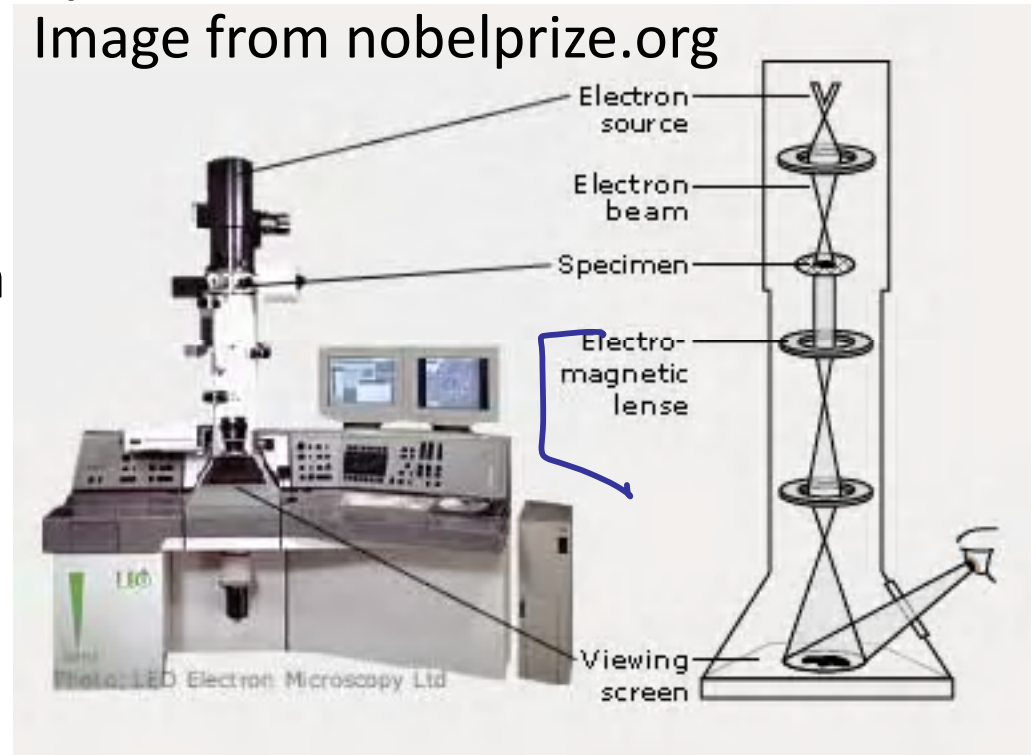 Image from nobelprize.org
Electron
source
Electron
beam
Specimen
Electro-
magnetic
lense
Viewing
screen
LEO
Photo: LEO Electron Microscopy Ltd